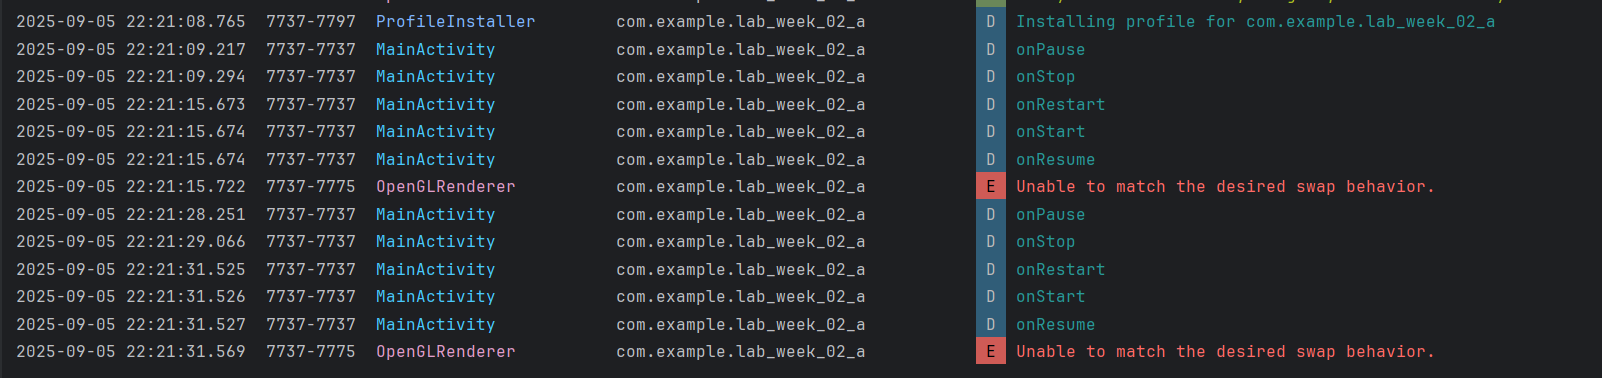 2025-09-05 22:21:08.765 7737-7797 ProfileInstaller com.example.lab_week_02_a D Installing profile for com.example.lab_week_02_a
2025-09-05 22:21:09.217 7737-7737 MainActivity com.example.lab_week_02_a D onPause
2025-09-05 22:21:09.294 7737-7737 MainActivity com.example.lab_week_02_a D onStop
2025-09-05 22:21:15.673 7737-7737 MainActivity com.example.lab_week_02_a D onRestart
2025-09-05 22:21:15.674 7737-7737 MainActivity com.example.lab_week_02_a D onStart
2025-09-05 22:21:15.674 7737-7737 MainActivity com.example.lab_week_02_a D onResume
2025-09-05 22:21:15.722 7737-7775 OpenGLRenderer com.example.lab_week_02_a E Unable to match the desired swap behavior.
2025-09-05 22:21:28.251 7737-7737 MainActivity com.example.lab_week_02_a D onPause
2025-09-05 22:21:29.066 7737-7737 MainActivity com.example.lab_week_02_a D onStop
2025-09-05 22:21:31.525 7737-7737 MainActivity com.example.lab_week_02_a D onRestart
2025-09-05 22:21:31.526 7737-7737 MainActivity com.example.lab_week_02_a D onStart
2025-09-05 22:21:31.527 7737-7737 MainActivity com.example.lab_week_02_a D onResume
2025-09-05 22:21:31.569 7737-7775 OpenGLRenderer com.example.lab_week_02_a E Unable to match the desired swap behavior.